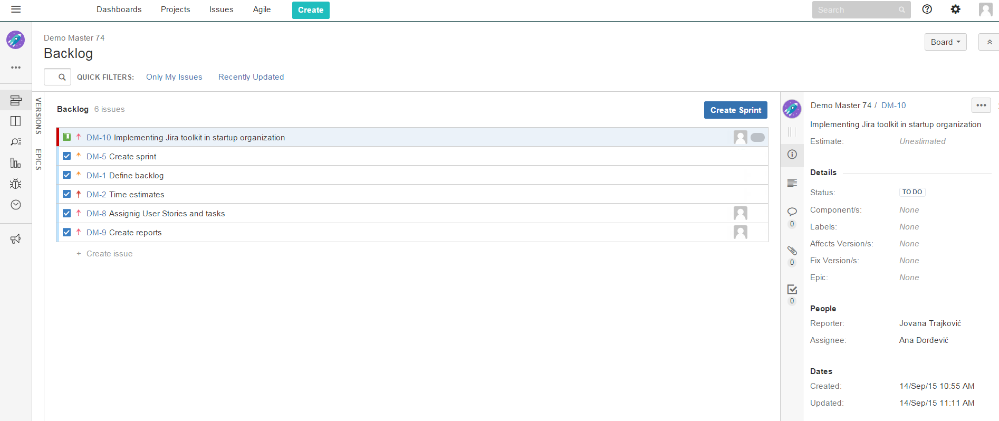 Dashboards Projects Issues Agile Create Search
Demo Master 74
Backlog
Board
QUICK FILTERS: Only My Issues Recently Updated
VERSIONS
EPICS
Backlog 6 issues
Create Sprint
DM-10 Implementing Jira toolkit in startup organization
DM-5 Create sprint
DM-1 Define backlog
DM-2 Time estimates
DM-8 Assignig User Stories and tasks
DM-9 Create reports
+ Create issue
0
0
0
Demo Master 74 / DM-10
Implementing Jira toolkit in startup organization
Estimate: Unestimated
Details
Status: TO DO
Component/s: None
Labels: None
Affects Version/s: None
Fix Version/s: None
Epic: None
People
Reporter: Jovana Trajković
Assignee: Ana Đorđević
Dates
Created: 14/Sep/15 10:55 AM
Updated: 14/Sep/15 11:11 AM